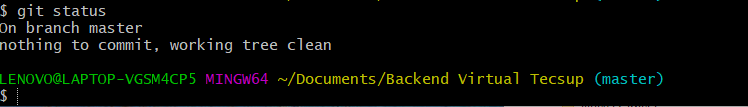 $ git status
On branch master
nothing to commit, working tree clean
LENOVO@LAPTOP-VGSM4CP5 MINGW64 ~/Documents/Backend Virtual Tecsup (master)
$